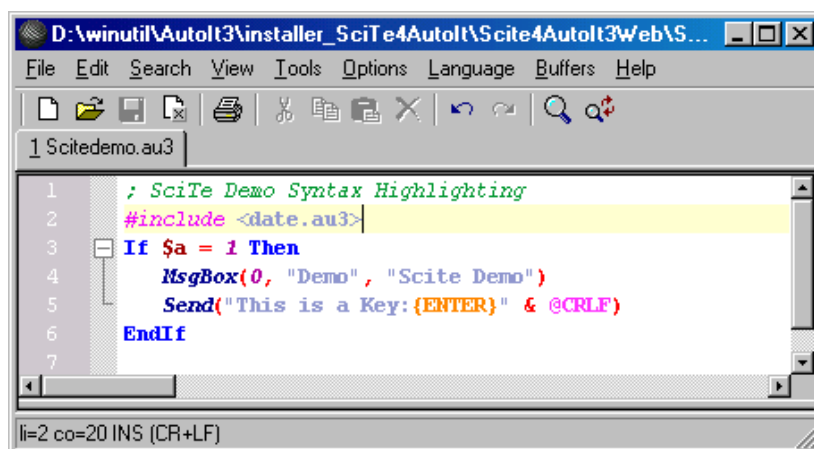 D:\winutil\AutoIt3\installer_SciTe4AutoIt\Scite4AutoIt3Web\S...
File Edit Search View Tools Options Language Buffers Help
1 Scitedemo.au3
1 ; SciTe Demo Syntax Highlighting
2 #include <date.au3>
3 If $a = 1 Then
4 MsgBox(0, "Demo", "Scite Demo")
5 Send("This is a Key:{ENTER}" & @CRLF)
6 EndIf
7
li=2 co=20 INS (CR+LF)